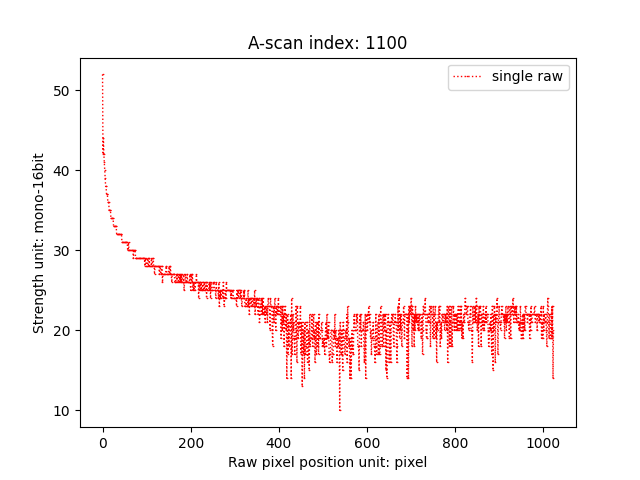 A-scan index: 1100
single raw
50
40
30
20
10
Strength unit: mono-16bit
0
200
400
600
800
1000
Raw pixel position unit: pixel